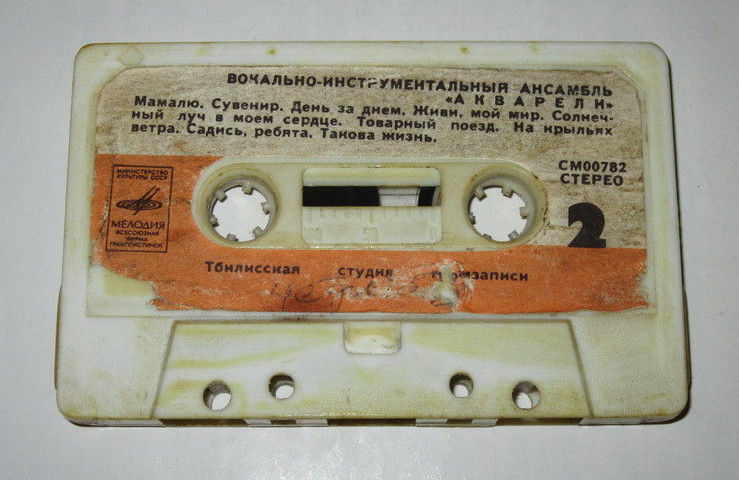 ВОКАЛЬНО-ИНСТРУМЕНТАЛЬНЫЙ АНСАМБЛЬ
«АКВАРЕЛИ»
Мамалю. Сувенир. День за днем. Живи, мой мир. Солнеч-
ный луч в моем сердце. Товарный поезд. На крыльях
ветра. Садись, ребята. Такова жизнь.
МИНИСТЕРСТВО
КУЛЬТУРЫ СССР
МЕЛОДИЯ
ВСЕСОЮЗНАЯ
ФИРМА
ГРАМПЛАСТИНОК
СМ00782
СТЕРЕО
2
Тбилисская студия грамзаписи